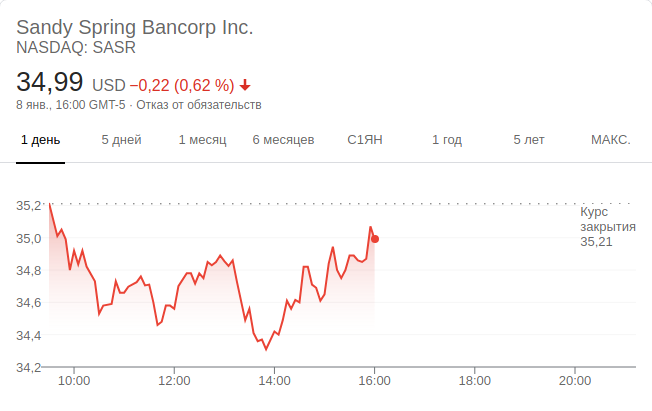 Sandy Spring Bancorp Inc.
NASDAQ: SASR
34,99 USD −0,22 (0,62 %)
8 янв., 16:00 GMT-5 · Отказ от обязательств
1 день 5 дней 1 месяц 6 месяцев С1ЯН 1 год 5 лет МАКС.
35,2
Курс
закрытия
35,21
35,0
34,8
34,6
34,4
34,2
10:00 12:00 14:00 16:00 18:00 20:00